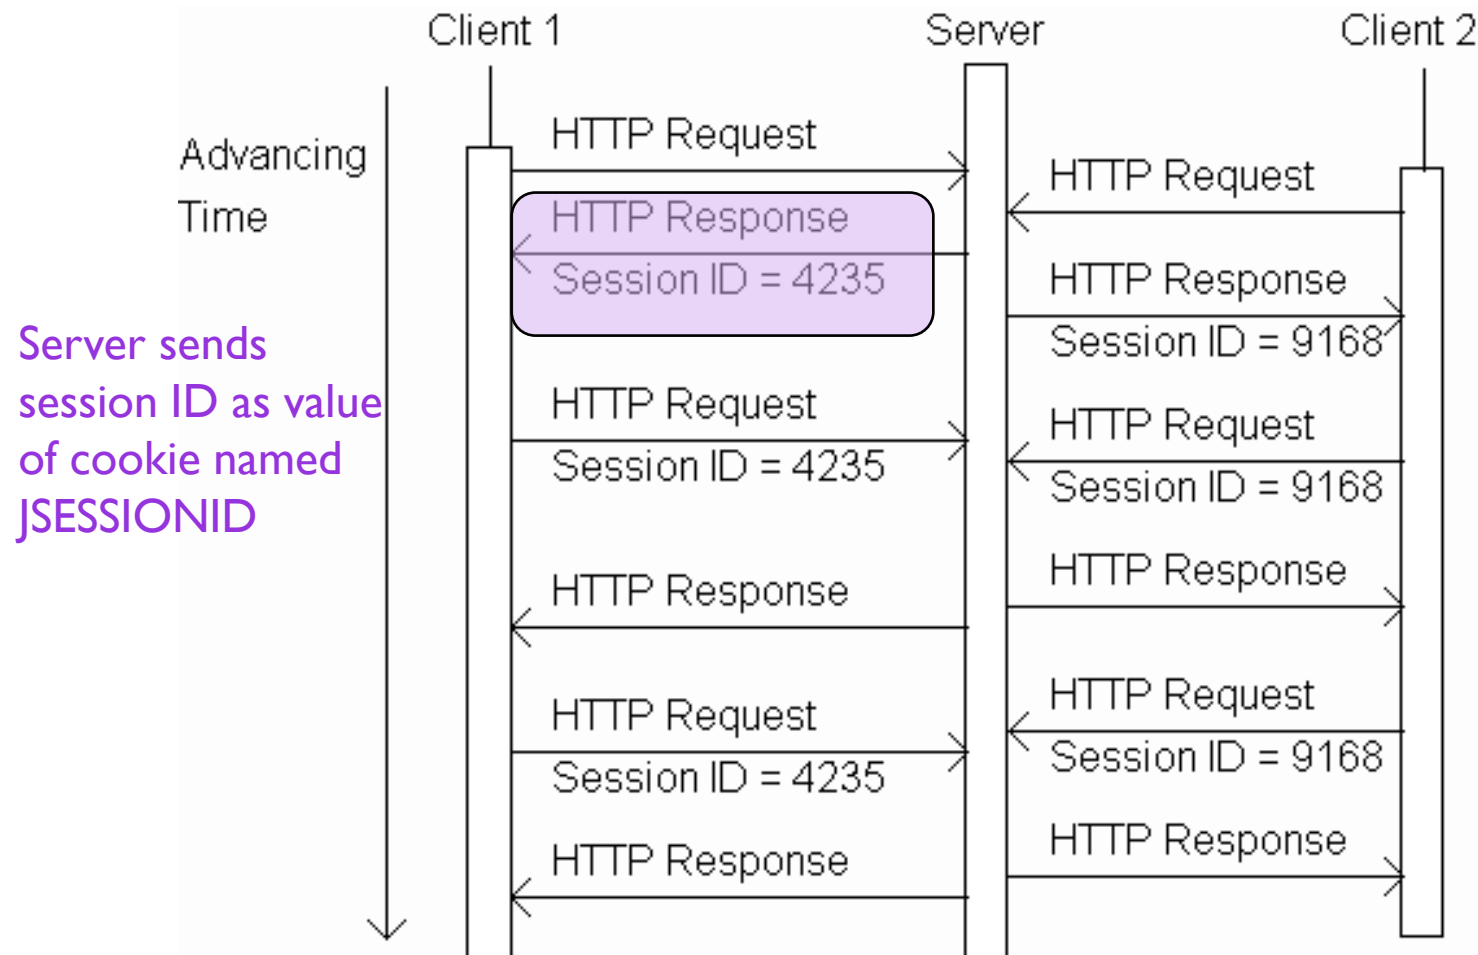 Client 1
Server
Client 2
Advancing
Time
HTTP Request
HTTP Request
HTTP Response
Session ID = 4235
HTTP Response
Session ID = 9168
Server sends
session ID as value
of cookie named
JSESSIONID
HTTP Request
Session ID = 4235
HTTP Request
Session ID = 9168
HTTP Response
HTTP Response
HTTP Request
Session ID = 4235
HTTP Request
Session ID = 9168
HTTP Response
HTTP Response